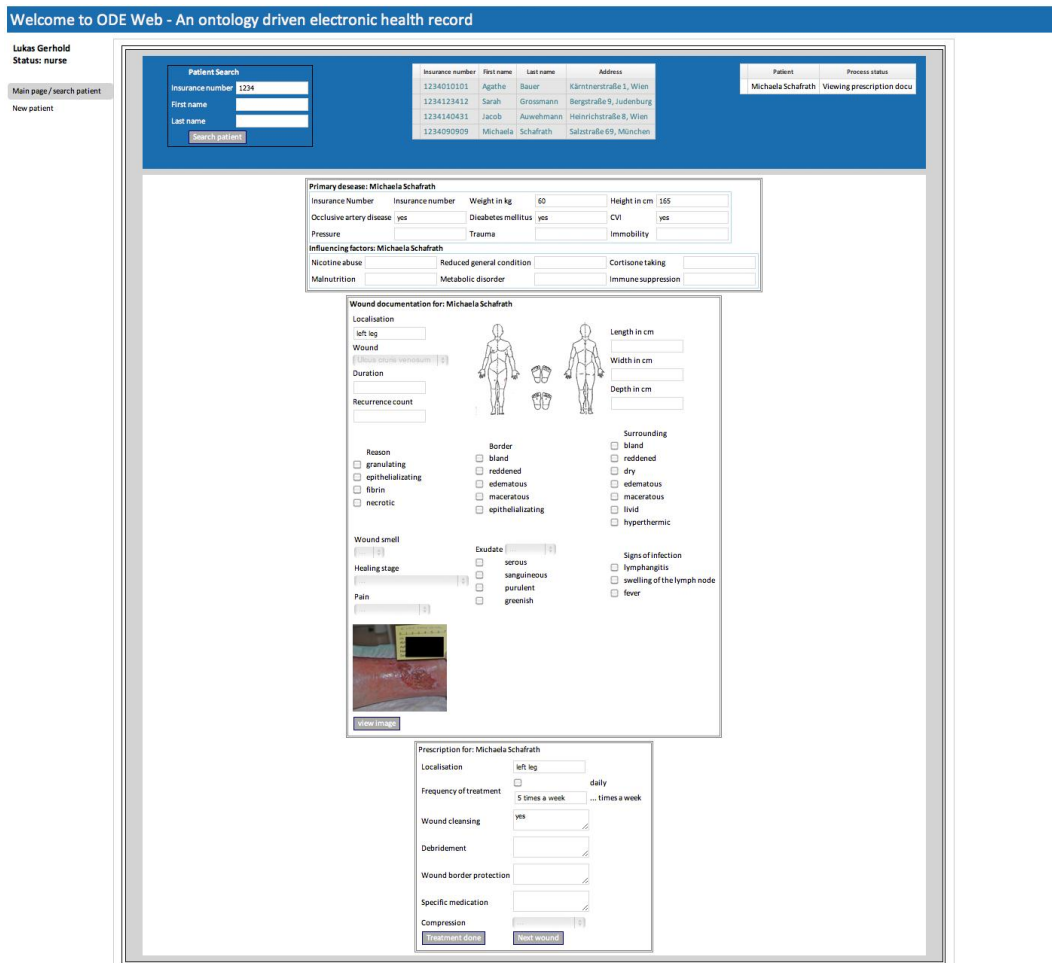 Welcome to ODE Web - An ontology driven electronic health record
Lukas Gerhold
Status: nurse
Main page / search patient
New patient
Patient Search
Insurance number 1234
First name
Last name
Search patient
Insurance number First name Last name Address
1234010101 Agathe Bauer Kärntnerstraße 1, Wien
1234123412 Sarah Grossmann Bergstraße 9, Judenburg
1234140431 Jacob Auwehmann Heinrichstraße 8, Wien
1234090909 Michaela Schafrath Salzstraße 69, München
Patient Process status
Michaela Schafrath Viewing prescription docu
Primary desease: Michaela Schafrath
Insurance Number Insurance number Weight in kg 60 Height in cm 165
Occlusive artery disease yes Dieabetes mellitus yes CVI yes
Pressure Trauma Immobility
Influencing factors: Michaela Schafrath
Nicotine abuse Reduced general condition Cortisone taking
Malnutrition Metabolic disorder Immune suppression
Wound documentation for: Michaela Schafrath
Localisation
left leg
Wound
Ulcus cruris venosum
Duration
Recurrence count
Length in cm
Width in cm
Depth in cm
Reason
granulating
epithelializating
fibrin
necrotic
Border
bland
reddened
edematous
maceratous
epithelializating
Surrounding
bland
reddened
dry
edematous
maceratous
livid
hyperthermic
Wound smell
...
Healing stage
...
Pain
...
Exudate ...
serous
sanguineous
purulent
greenish
Signs of infection
lymphangitis
swelling of the lymph node
fever
view image
Prescription for: Michaela Schafrath
Localisation left leg
Frequency of treatment
daily
5 times a week ... times a week
Wound cleansing yes
Debridement
Wound border protection
Specific medication
Compression ...
Treatment done Next wound